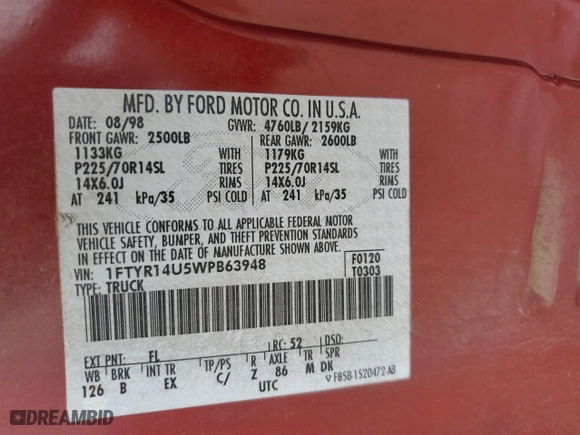 MFD. BY FORD MOTOR CO. IN U.S.A.
DATE: 08/98 GVWR: 4760LB/ 2159KG
FRONT GAWR: 2500LB REAR GAWR: 2600LB
1133KG WITH 1179KG WITH
P225/70R14SL TIRES P225/70R14SL TIRES
14X6.0J RIMS 14X6.0J RIMS
AT 241 kPa/35 PSI COLD AT 241 kPa/35 PSI COLD
THIS VEHICLE CONFORMS TO ALL APPLICABLE FEDERAL MOTOR
VEHICLE SAFETY, BUMPER, AND THEFT PREVENTION STANDARDS
IN EFFECT ON THE DATE OF MANUFACTURE SHOWN ABOVE.
VIN: 1FTYR14U5WPB63948 F0120
TYPE: TRUCK T0303
EXT PNT: FL RC: 52 DSO:
WB BRK INT TR TP/PS R AXLE TR SPR
126 B EX C/ Z 86 M DK
UTC
▽ F85B-1520472-AB
DREAMBID